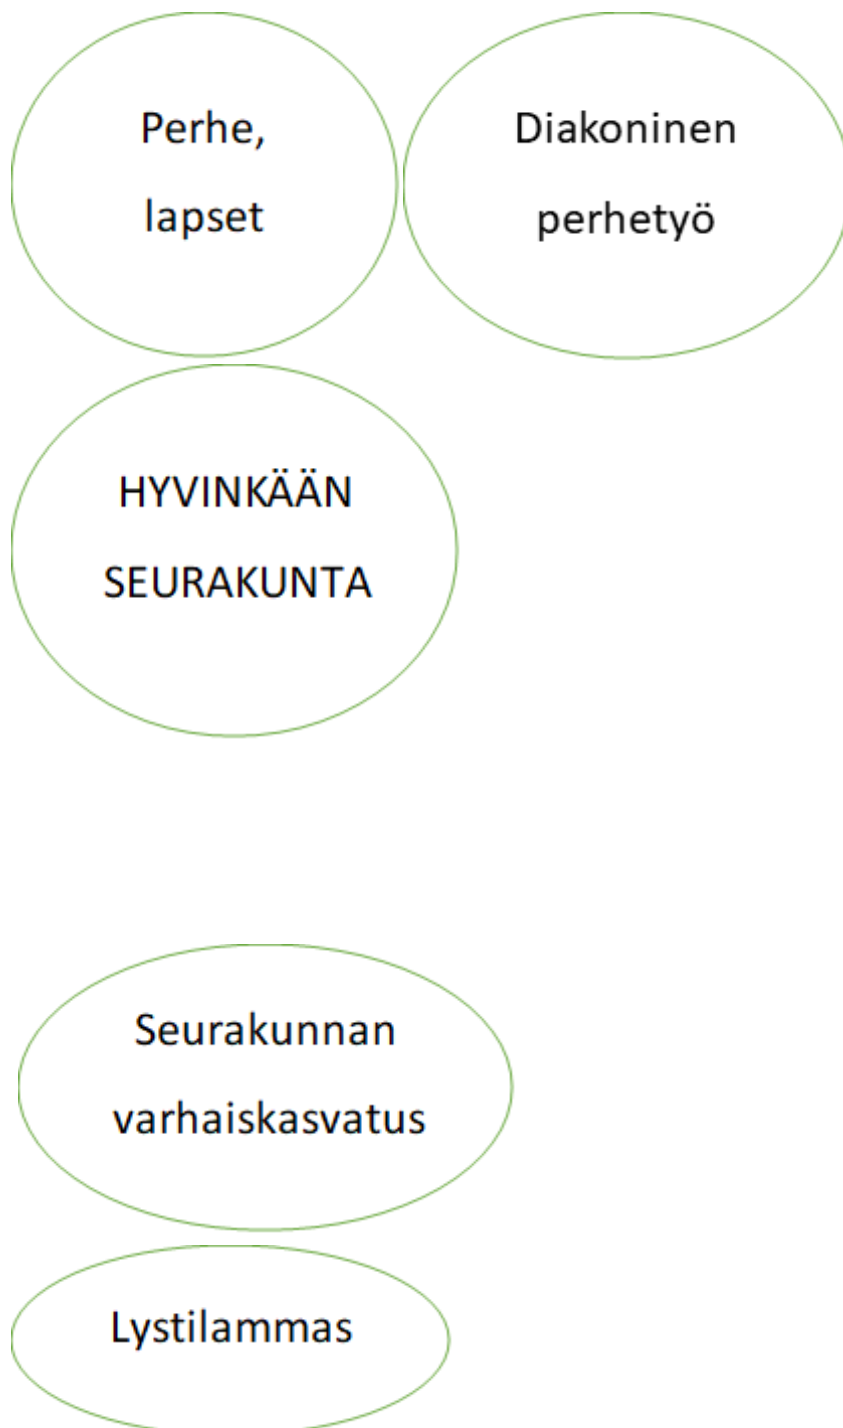 Perhe,
lapset
Diakoninen
perhetyö
HYVINKÄÄN
SEURAKUNTA
Seurakunnan
varhaiskasvatus
Lystilammas